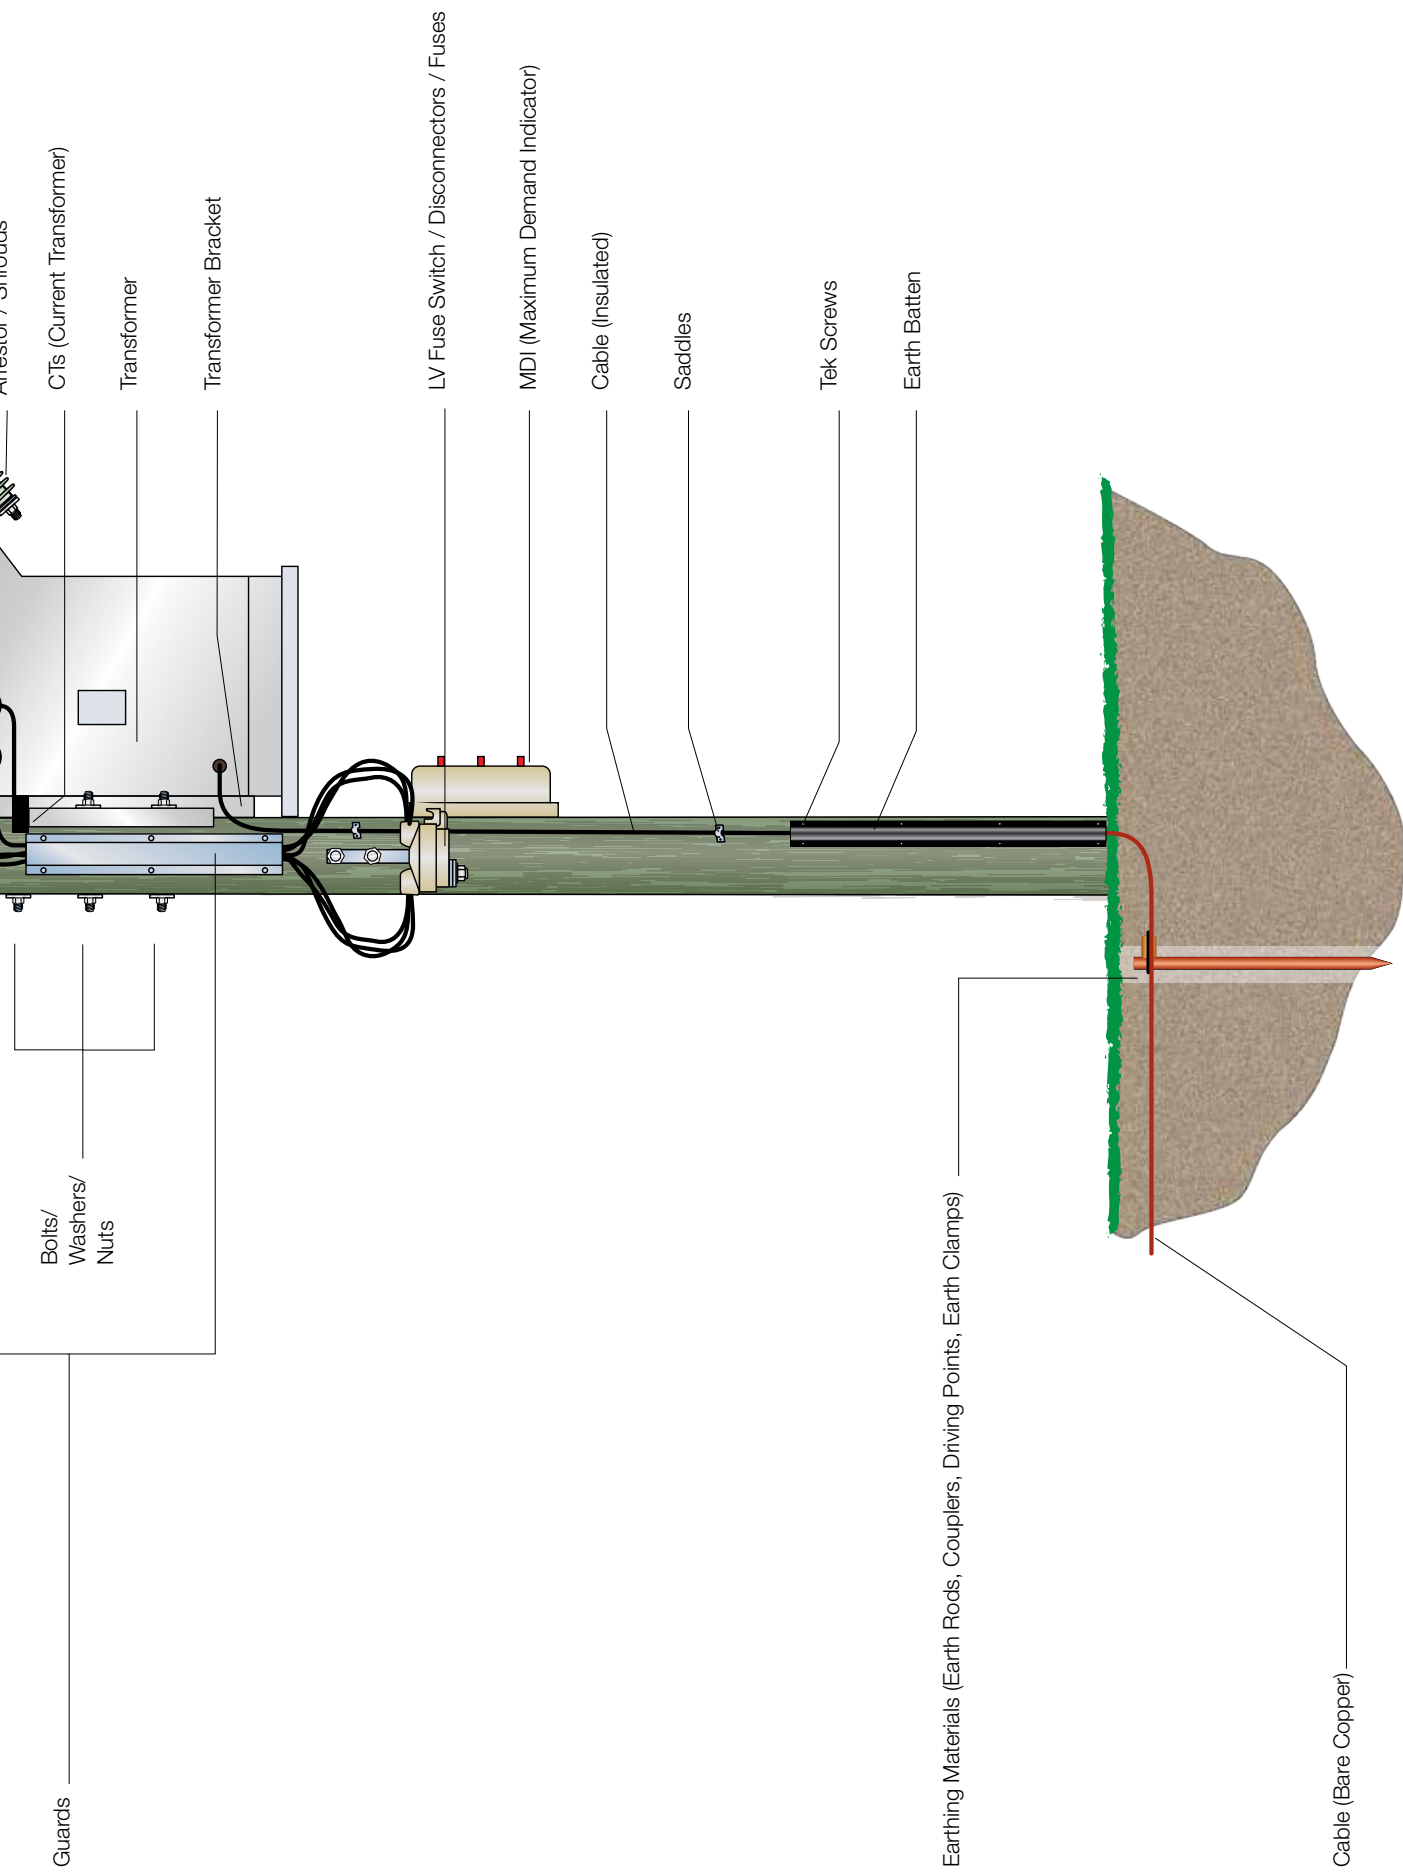 Arrestor / Shrouds
CTs (Current Transformer)
Transformer
Transformer Bracket
LV Fuse Switch / Disconnectors / Fuses
MDI (Maximum Demand Indicator)
Cable (Insulated)
Saddles
Tek Screws
Earth Batten
Bolts/
Washers/
Nuts
Guards
Earthing Materials (Earth Rods, Couplers, Driving Points, Earth Clamps)
Cable (Bare Copper)